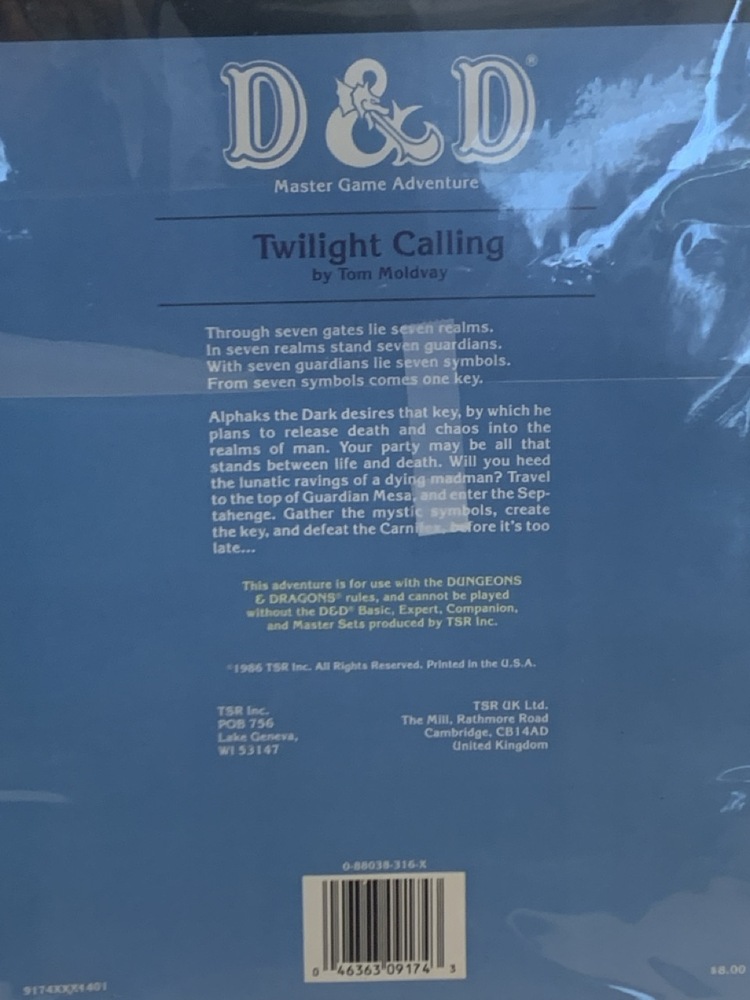 D&D®
Master Game Adventure
Twilight Calling
by Tom Moldvay
Through seven gates lie seven realms.
In seven realms stand seven guardians.
With seven guardians lie seven symbols.
From seven symbols comes one key.
Alphaks the Dark desires that key, by which he
plans to release death and chaos into the
realms of man. Your party may be all that
stands between life and death. Will you heed
the lunatic ravings of a dying madman? Travel
to the top of Guardian Mesa, and enter the Sep-
tahenge. Gather the mystic symbols, create
the key, and defeat the Carnifex, before it's too
late...
This adventure is for use with the DUNGEONS
& DRAGONS® rules, and cannot be played
without the D&D® Basic, Expert, Companion,
and Master Sets produced by TSR Inc.
©1986 TSR Inc. All Rights Reserved. Printed in the U.S.A.
TSR Inc.
POB 756
Lake Geneva,
WI 53147
TSR UK Ltd.
The Mill, Rathmore Road
Cambridge, CB14AD
United Kingdom
0-88038-316-X
0 46363 09174 3
9174XXX1401
$8.00